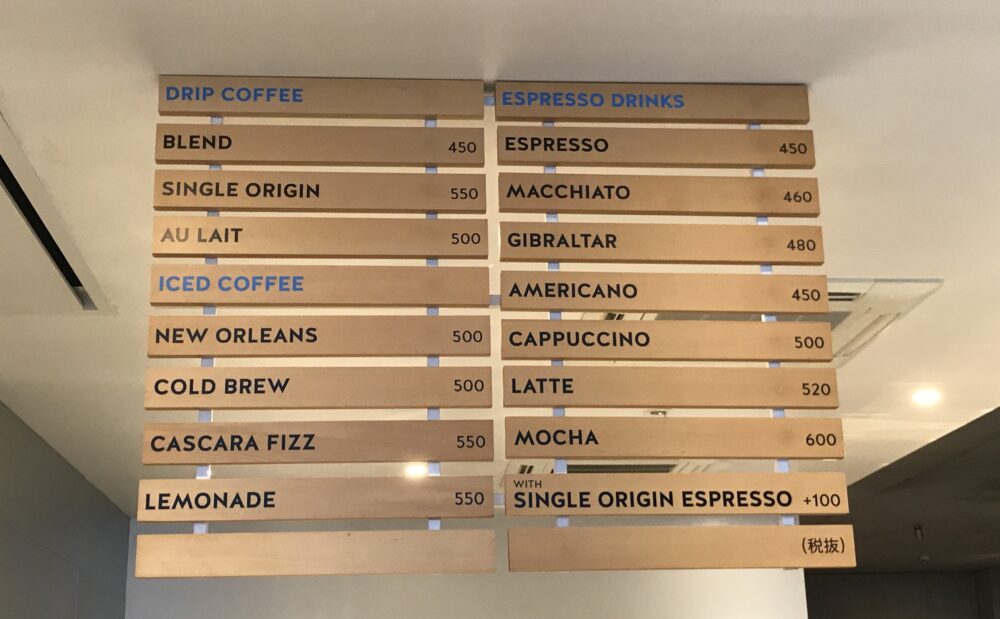 DRIP COFFEE
BLEND 450
SINGLE ORIGIN 550
AU LAIT 500
ICED COFFEE
NEW ORLEANS 500
COLD BREW 500
CASCARA FIZZ 550
LEMONADE 550
ESPRESSO DRINKS
ESPRESSO 450
MACCHIATO 460
GIBRALTAR 480
AMERICANO 450
CAPPUCCINO 500
LATTE 520
MOCHA 600
WITH
SINGLE ORIGIN ESPRESSO +100
(税抜)